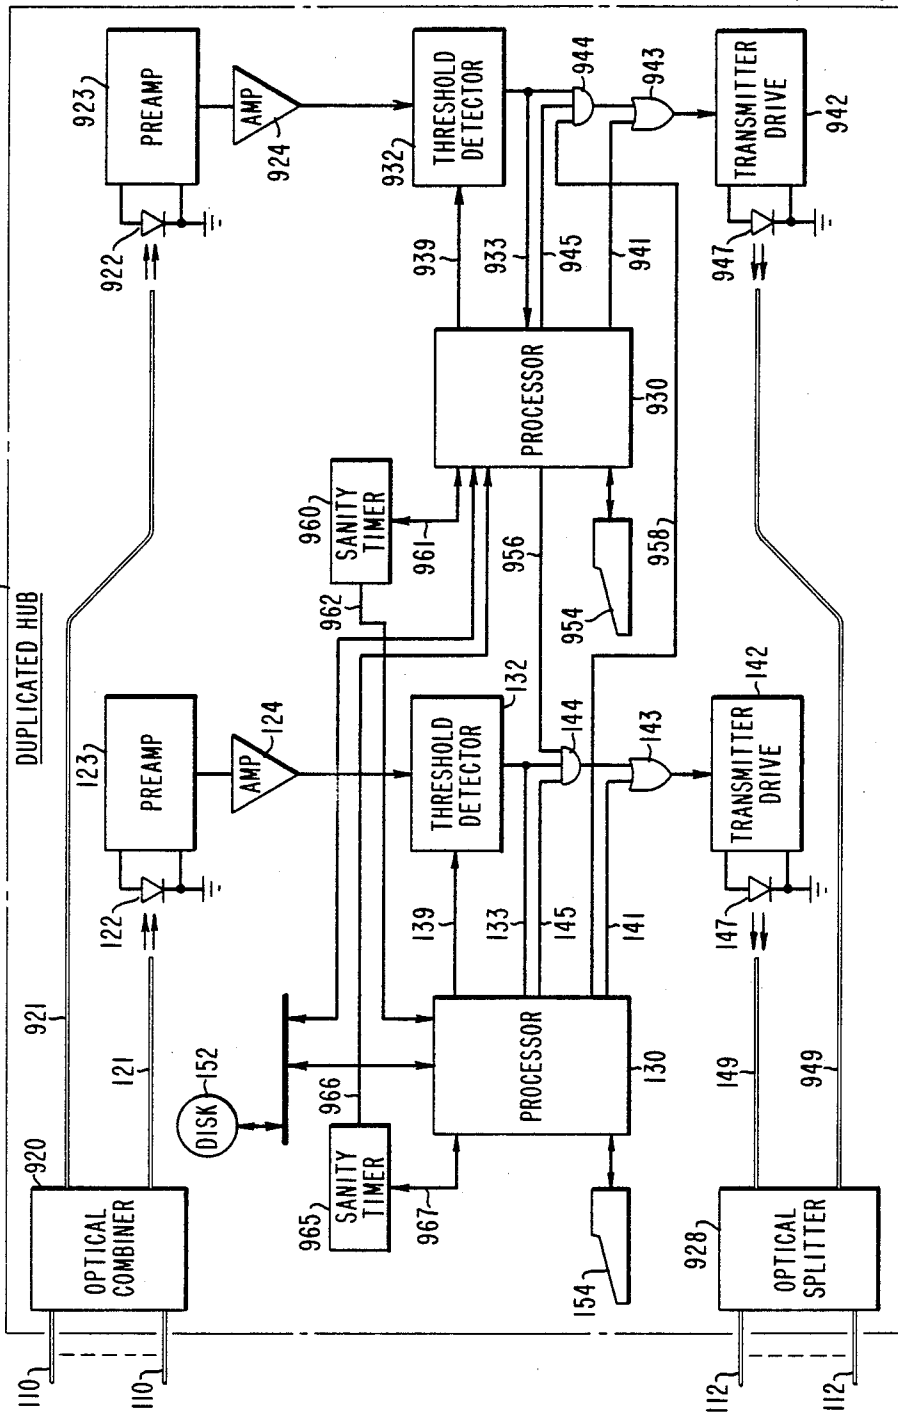 DUPLICATED HUB
110
110
OPTICAL
COMBINER
920
921
121
922
923
PREAMP
AMP
924
122
123
PREAMP
AMP
124
DISK
152
932
THRESHOLD
DETECTOR
THRESHOLD
DETECTOR
132
965
SANITY
TIMER
966
967
960
SANITY
TIMER
961
962
939
933
945
941
944
943
139
133
145
141
144
143
PROCESSOR
930
PROCESSOR
130
956
958
954
154
TRANSMITTER
DRIVE
942
947
TRANSMITTER
DRIVE
142
147
149
949
928
OPTICAL
SPLITTER
112
112